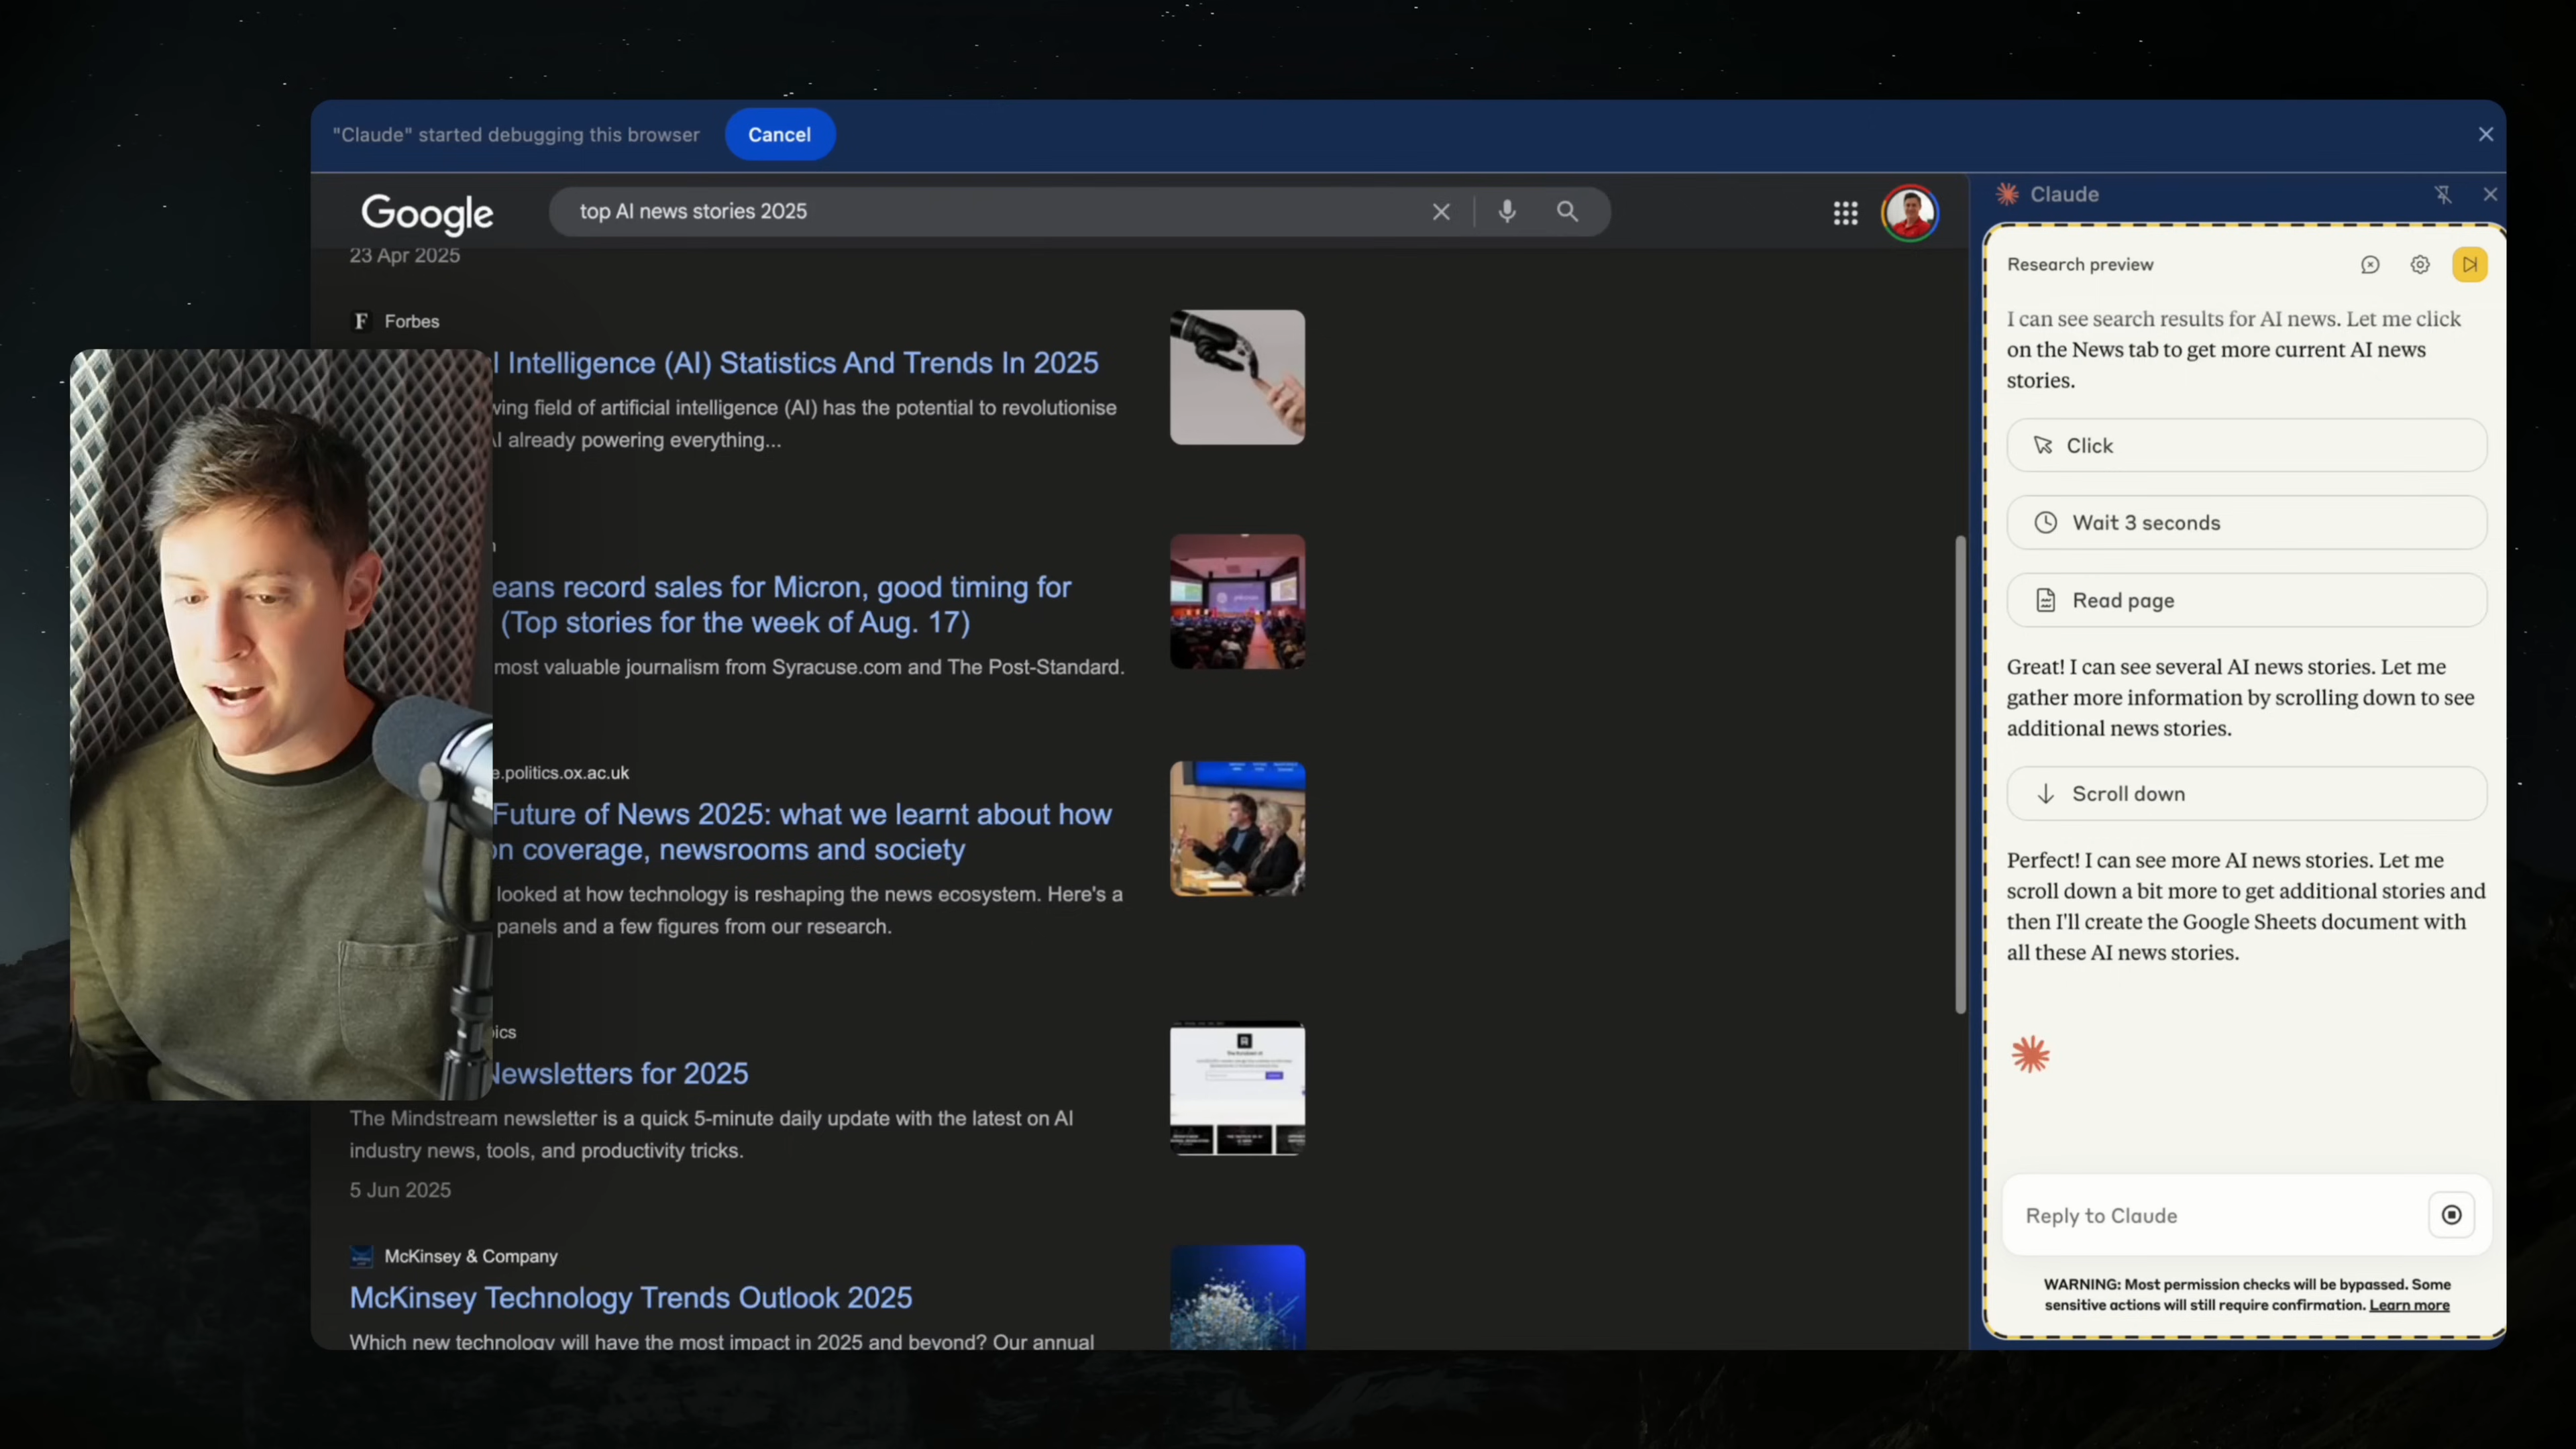 "Claude" started debugging this browser
Cancel
Google
top AI news stories 2025
23 Apr 2025
Forbes
Intelligence (AI) Statistics And Trends In 2025
field of artificial intelligence (AI) has the potential to revolutionise
already powering everything...
record sales for Micron, good timing for
(Top stories for the week of Aug. 17)
most valuable journalism from Syracuse.com and The Post-Standard.
e.politics.ox.ac.uk
Future of News 2025: what we learnt about how
on coverage, newsrooms and society
looked at how technology is reshaping the news ecosystem. Here's a
panels and a few figures from our research.
Newsletters for 2025
The Mindstream newsletter is a quick 5-minute daily update with the latest on AI
industry news, tools, and productivity tricks.
5 Jun 2025
McKinsey & Company
McKinsey Technology Trends Outlook 2025
Which new technology will have the most impact in 2025 and beyond? Our annual
Claude
Research preview
I can see search results for AI news. Let me click
on the News tab to get more current AI news
stories.
Click
Wait 3 seconds
Read page
Great! I can see several AI news stories. Let me
gather more information by scrolling down to see
additional news stories.
Scroll down
Perfect! I can see more AI news stories. Let me
scroll down a bit more to get additional stories and
then I'll create the Google Sheets document with
all these AI news stories.
Reply to Claude
WARNING: Most permission checks will be bypassed. Some
sensitive actions will still require confirmation. Learn more